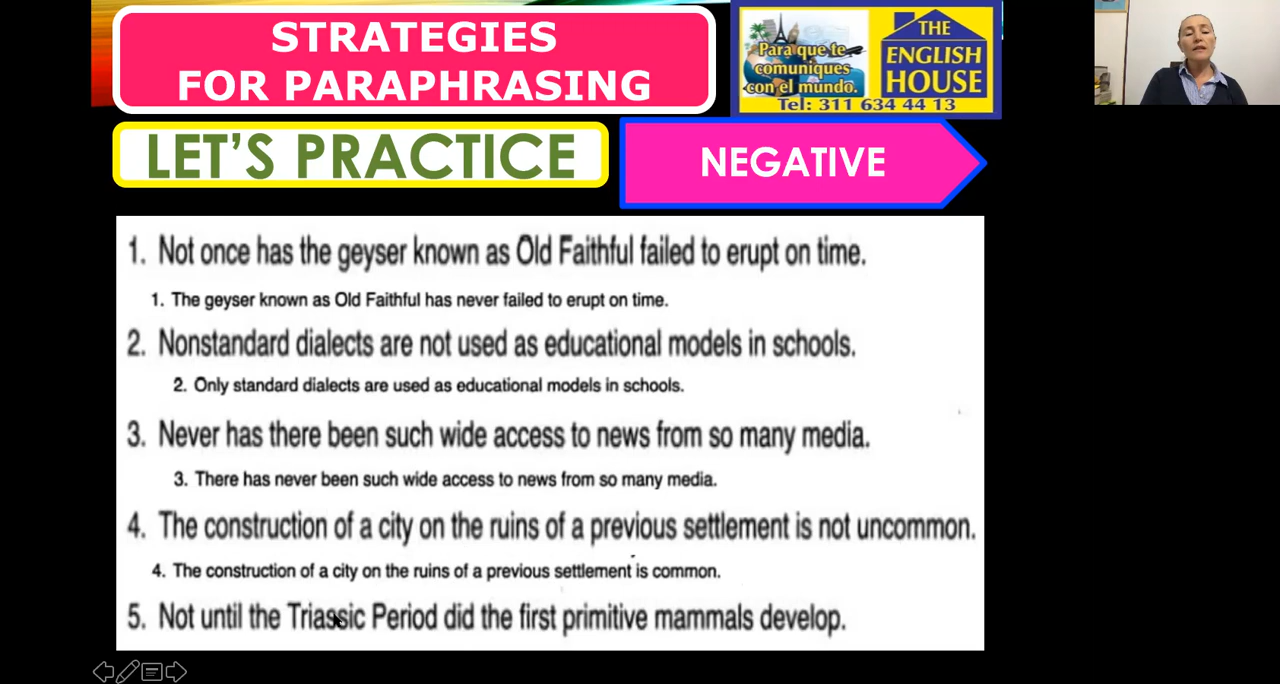 STRATEGIES
FOR PARAPHRASING
Para que te
comuniques
con el mundo.
THE
ENGLISH
HOUSE
Tel: 311 634 44 13
LET'S PRACTICE
NEGATIVE
1. Not once has the geyser known as Old Faithful failed to erupt on time.
1. The geyser known as Old Faithful has never failed to erupt on time.
2. Nonstandard dialects are not used as educational models in schools.
2. Only standard dialects are used as educational models in schools.
3. Never has there been such wide access to news from so many media.
3. There has never been such wide access to news from so many media.
4. The construction of a city on the ruins of a previous settlement is not uncommon.
4. The construction of a city on the ruins of a previous settlement is common.
5. Not until the Triassic Period did the first primitive mammals develop.